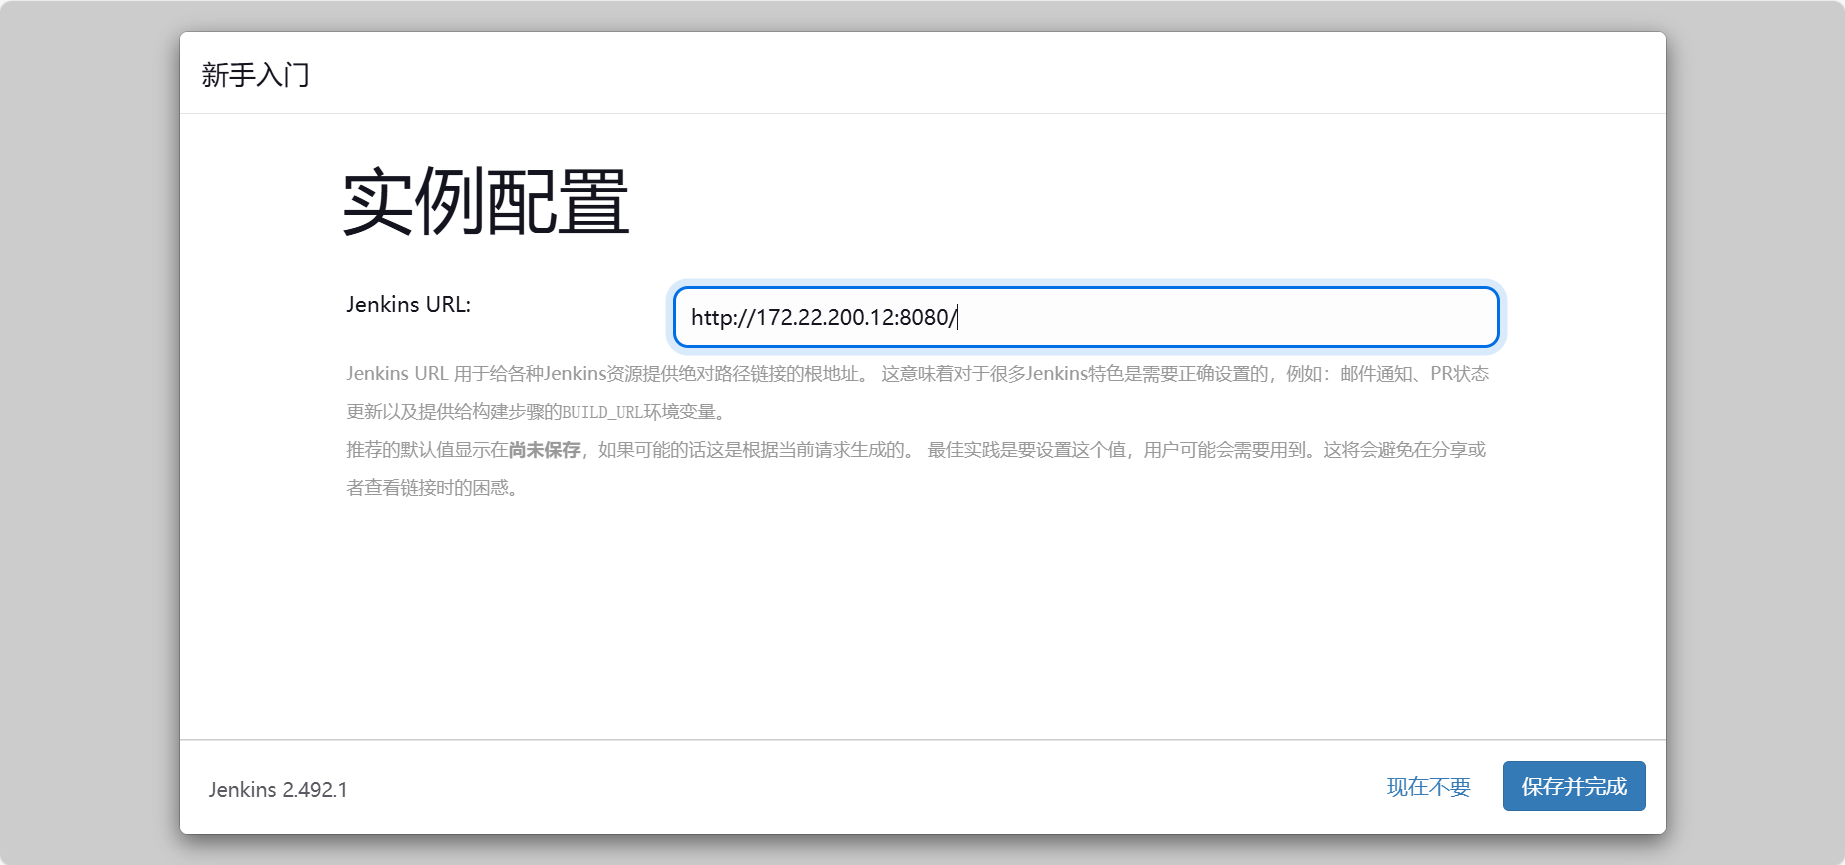 新手入门
实例配置
Jenkins URL:
http://172.22.200.12:8080/
Jenkins URL 用于给各种Jenkins资源提供绝对路径链接的根地址。 这意味着对于很多Jenkins特色是需要正确设置的，例如：邮件通知、PR状态
更新以及提供给构建步骤的BUILD_URL环境变量。
推荐的默认值显示在尚未保存，如果可能的话这是根据当前请求生成的。 最佳实践是要设置这个值，用户可能会需要用到。这将会避免在分享或
者查看链接时的困惑。
Jenkins 2.492.1
现在不要
保存并完成